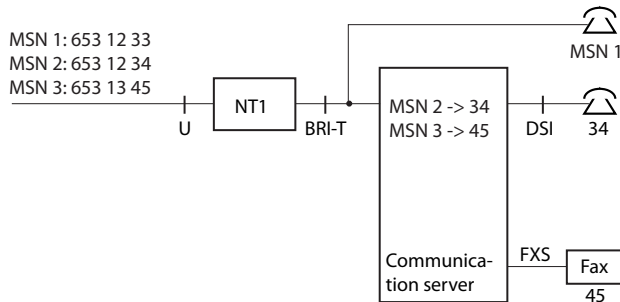 MSN 1: 653 12 33
MSN 2: 653 12 34
MSN 3: 653 13 45
U
NT1
BRI-T
MSN 1
MSN 2 -> 34
MSN 3 -> 45
DSI
34
Communica-
tion server
FXS
Fax
45